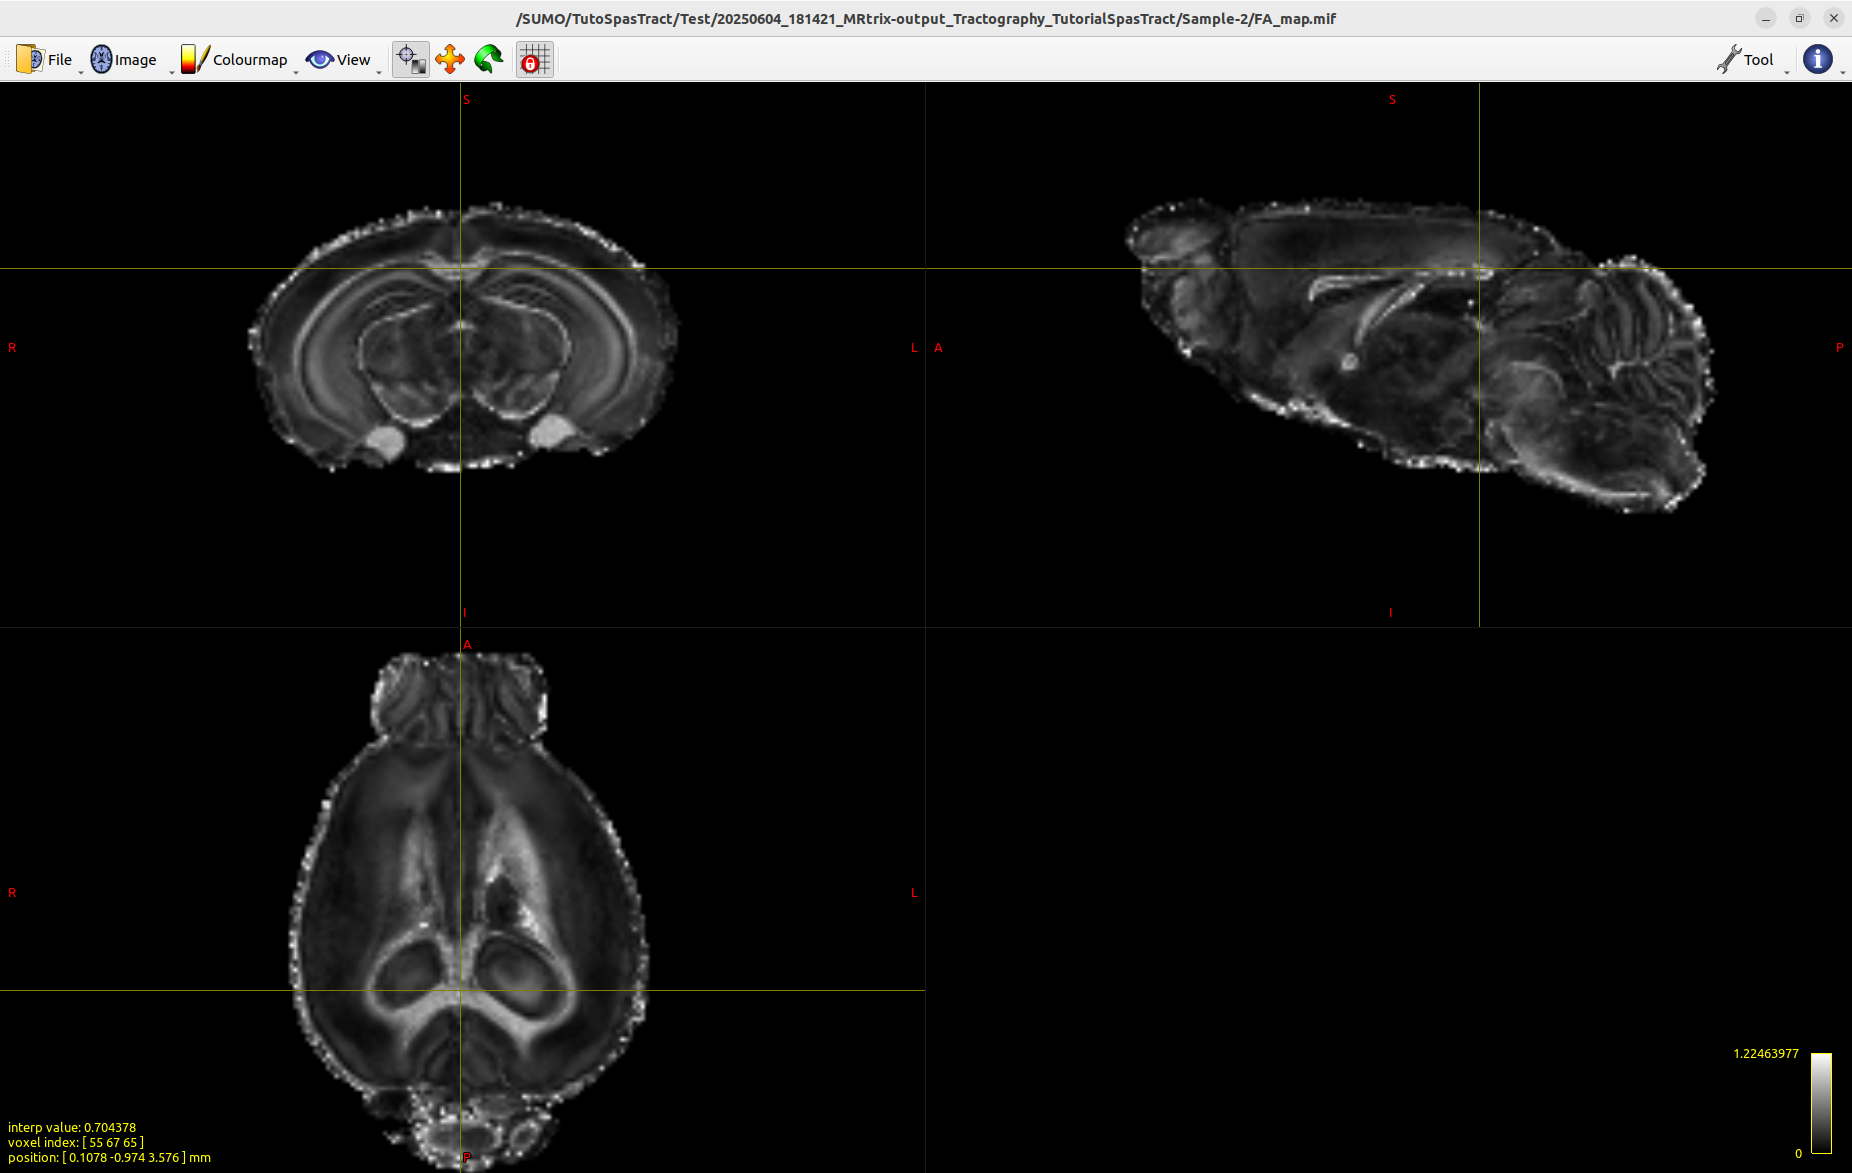 /SUMO/TutoSpasTract/Test/20250604_181421_MRtrix-output_Tractography_TutorialSpasTract/Sample-2/FA_map.mif
File Image Colourmap View Tool
S S
R L A P
I I
A
R L
1.22463977
interp value: 0.704378
voxel index: [ 55 67 65 ]
position: [ 0.1078 -0.974 3.576 ] mm
P
0